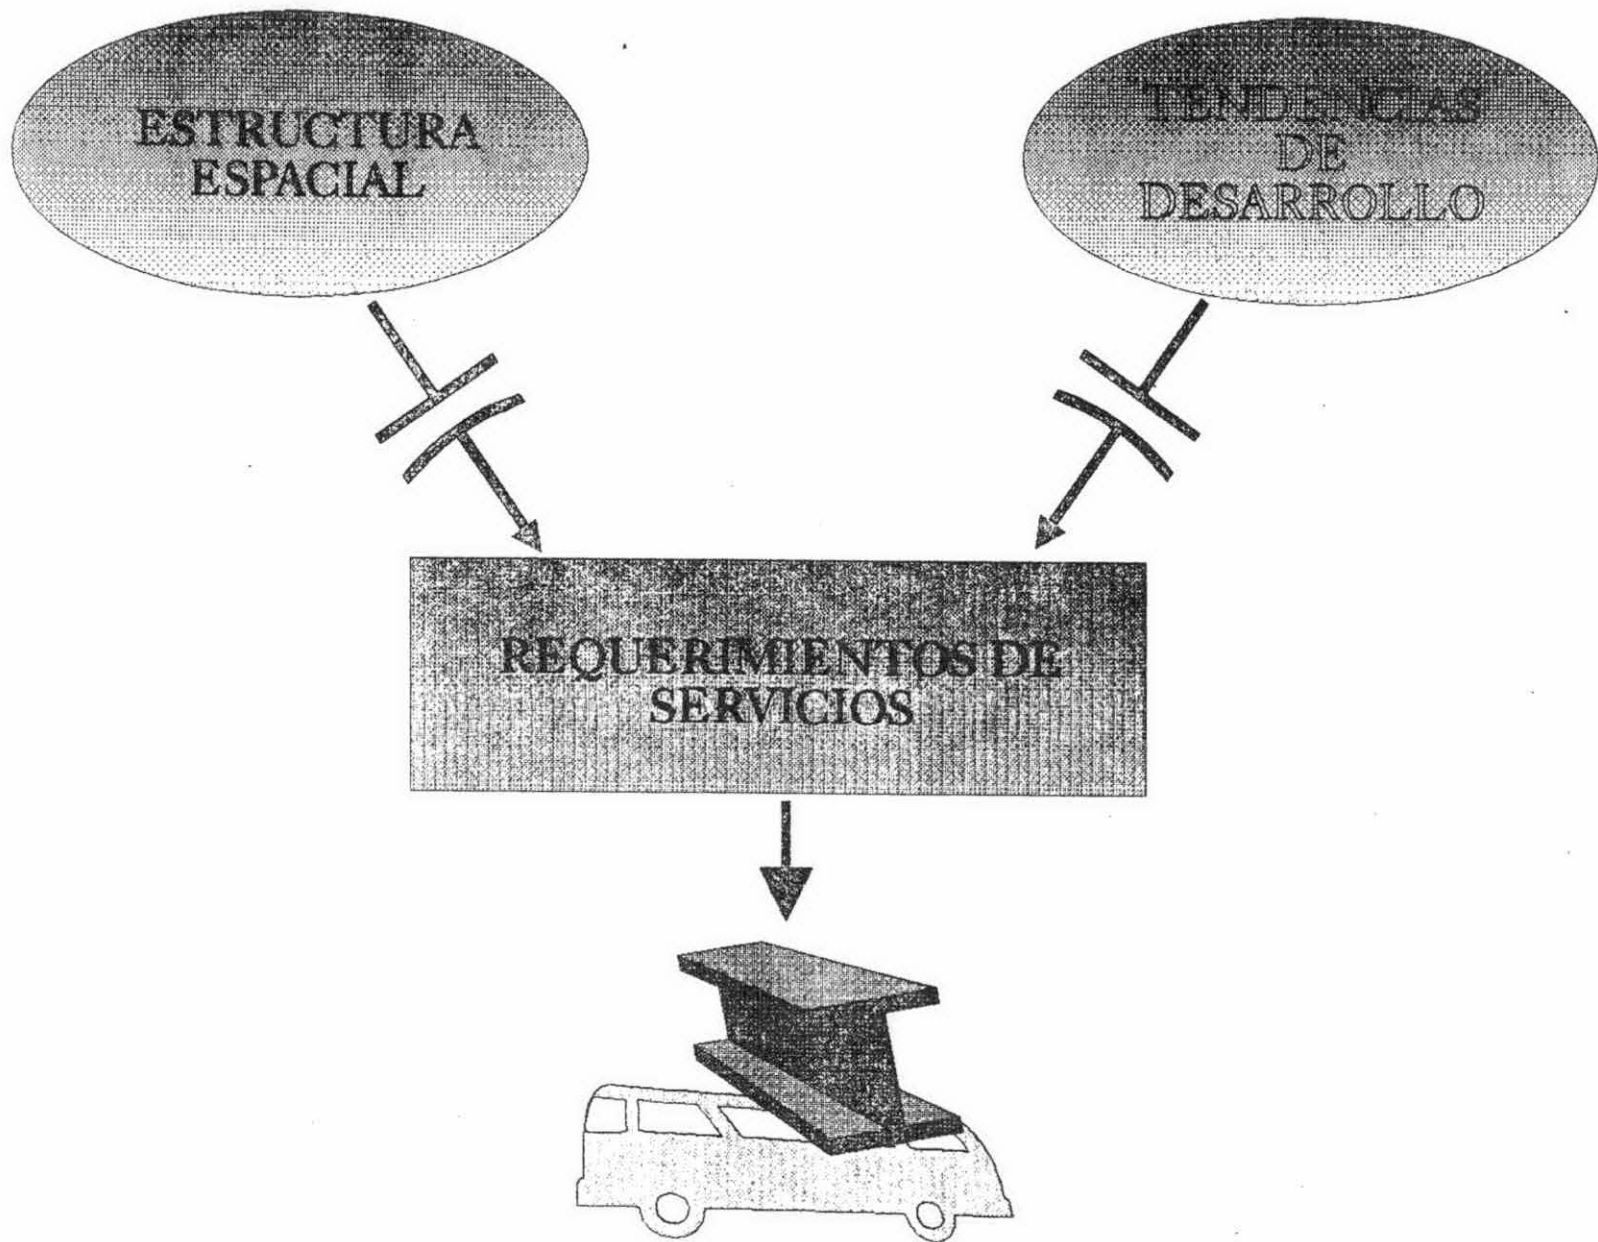 ESTRUCTURA
ESPACIAL
TENDENCIAS
DE
DESARROLLO
REQUERIMIENTOS DE
SERVICIOS